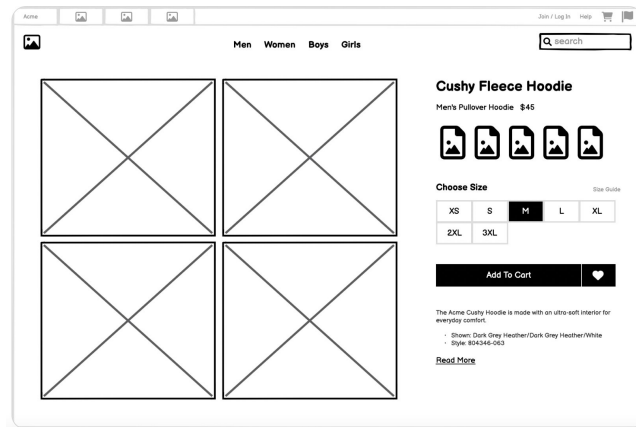 Acme
Join / Log In Help
Men Women Boys Girls
search
Cushy Fleece Hoodie
Men's Pullover Hoodie $45
Choose Size
Size Guide
XS S M L XL
2XL 3XL
Add To Cart
The Acme Cushy Hoodie is made with an ultra-soft interior for
everyday comfort.
· Shown: Dark Grey Heather/Dark Grey Heather/White
· Style: 804346-063
Read More